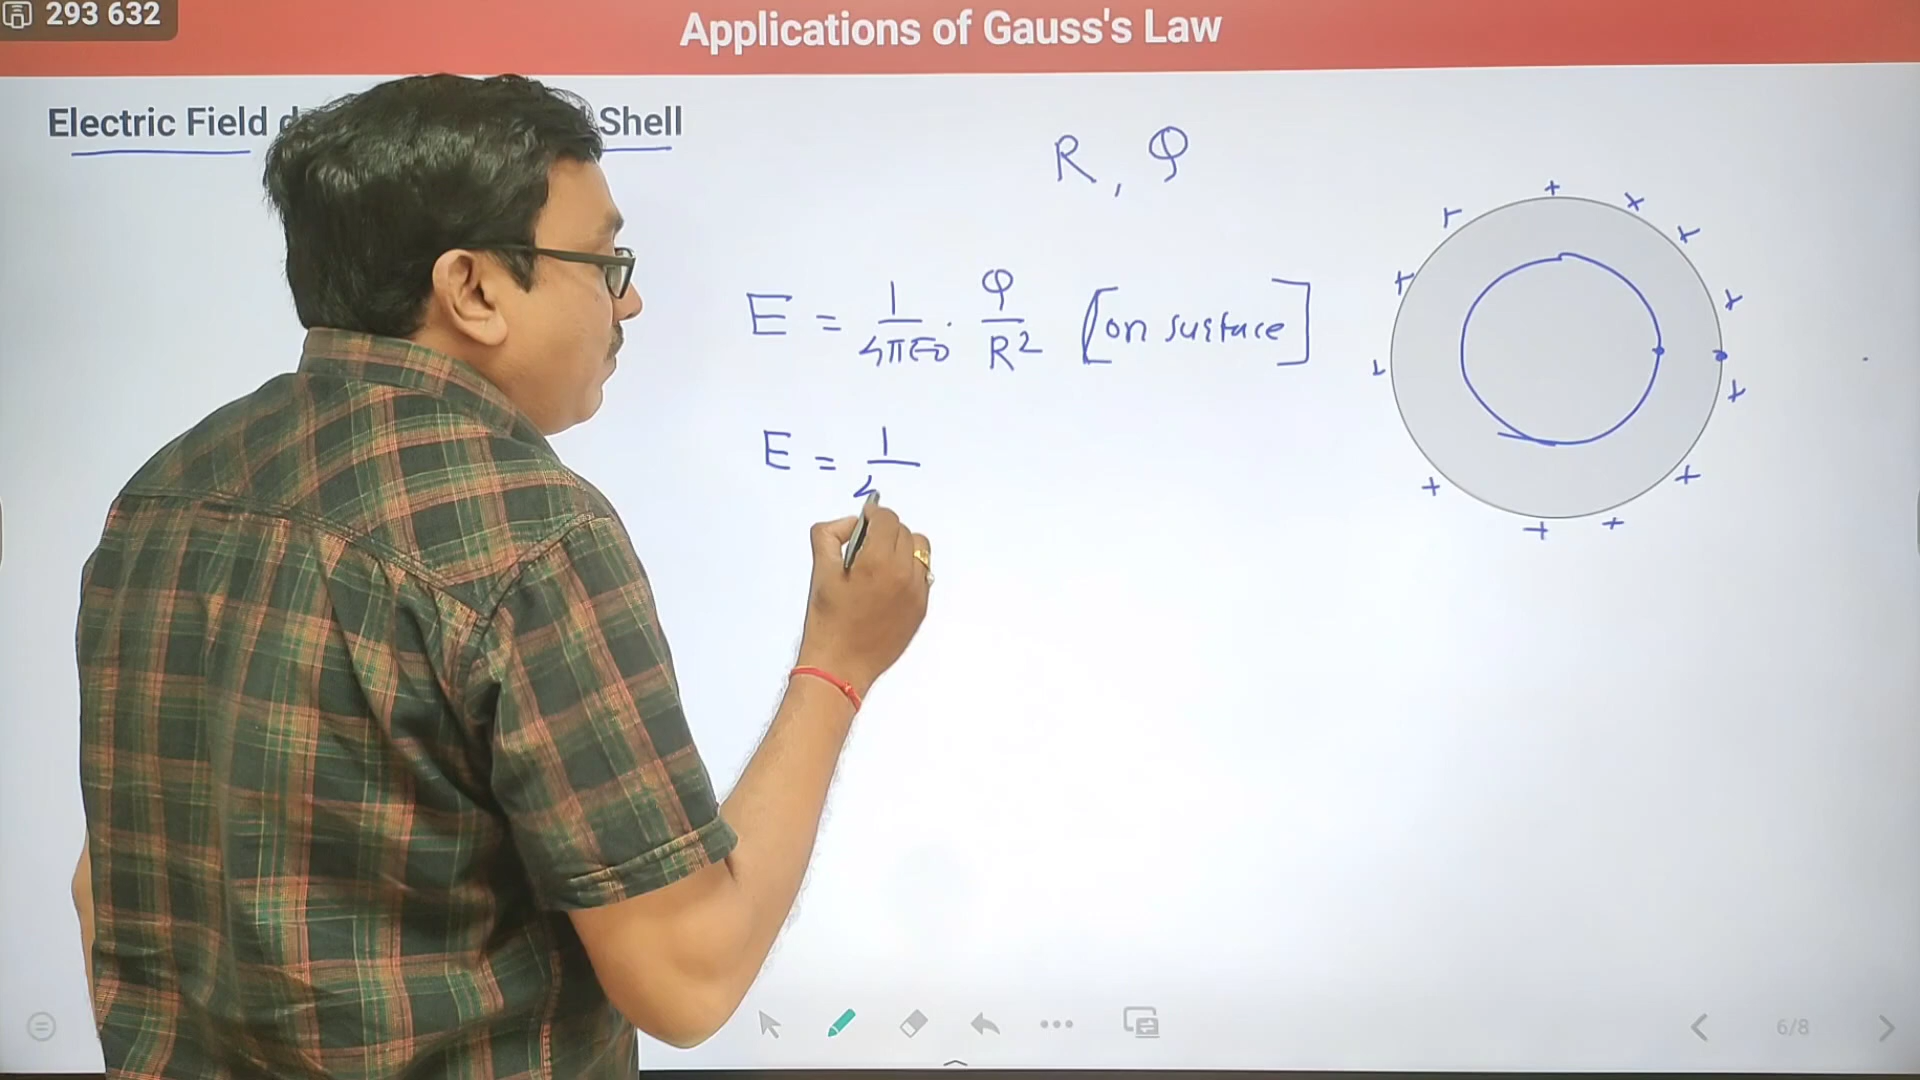 293 632
Applications of Gauss's Law
Electric Field d Shell
R, Q
E = 1/4πε0 · Q/R² [on surface]
E = 1/4
6/8